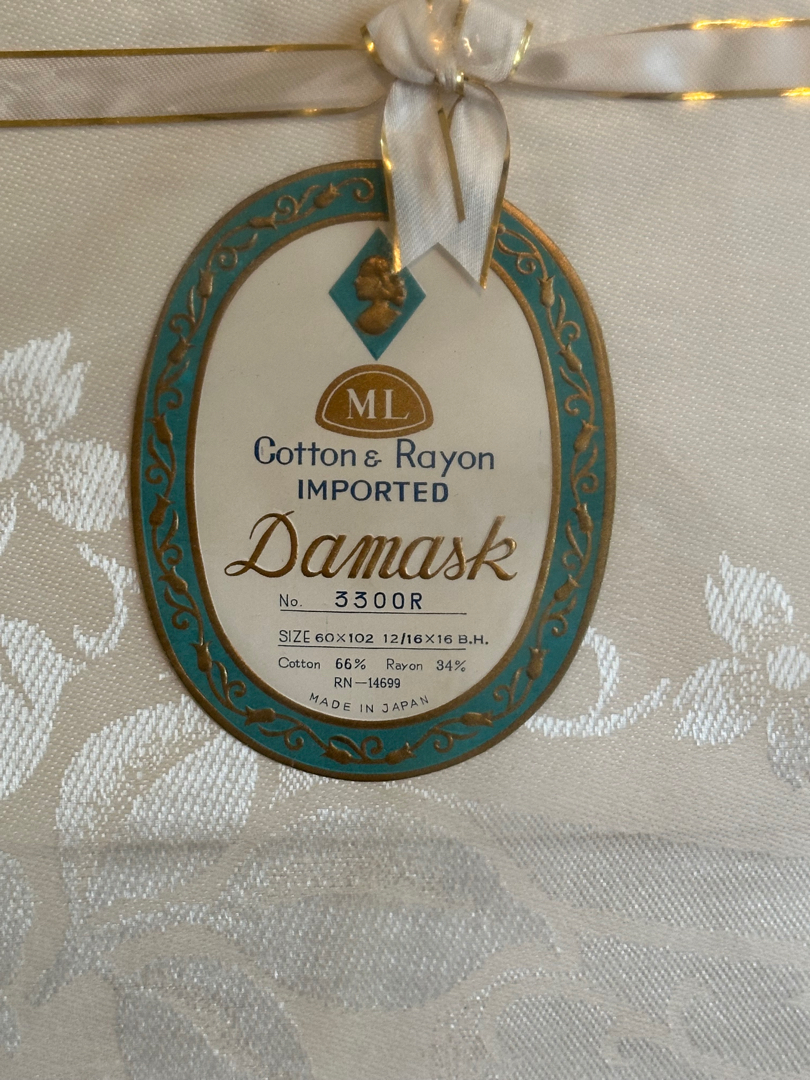 ML
Cotton & Rayon
IMPORTED
Damask
No. 3300R
SIZE 60×102 12/16×16 B.H.
Cotton 66% Rayon 34%
RN—14699
MADE IN JAPAN